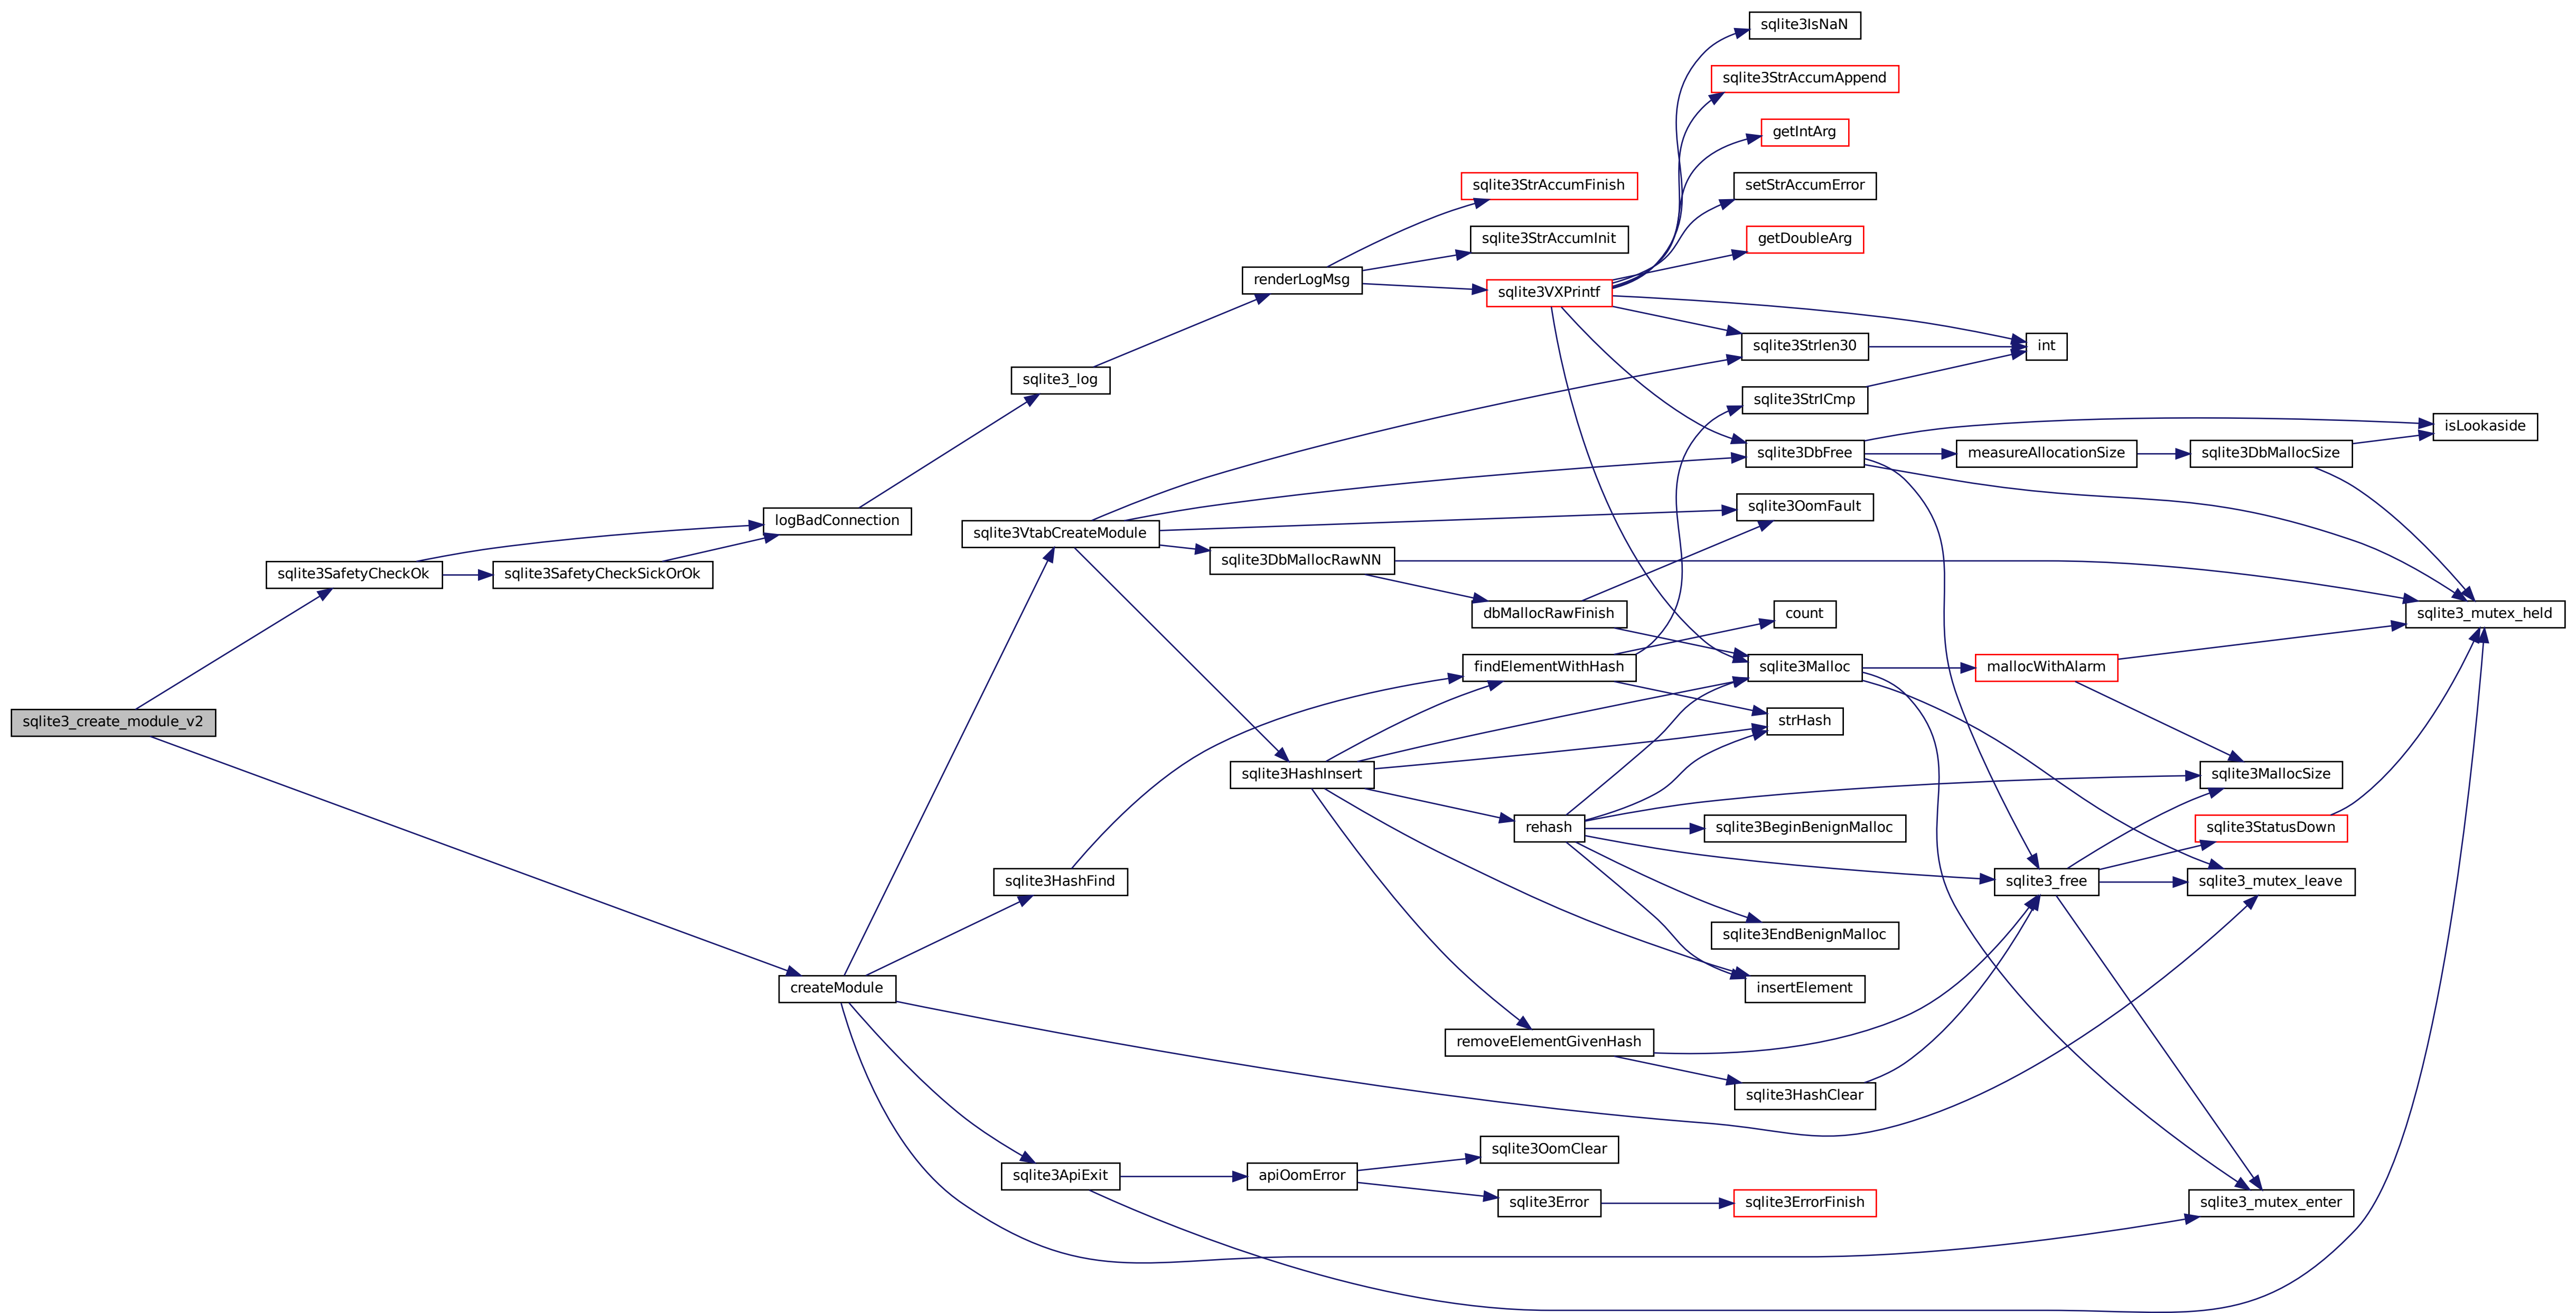 sqlite3IsNaN
sqlite3StrAccumAppend
getIntArg
sqlite3StrAccumFinish
setStrAccumError
sqlite3StrAccumInit
getDoubleArg
renderLogMsg
sqlite3VXPrintf
sqlite3Strlen30
int
sqlite3_log
sqlite3StrICmp
isLookaside
sqlite3DbFree
measureAllocationSize
sqlite3DbMallocSize
sqlite3OomFault
logBadConnection
sqlite3VtabCreateModule
sqlite3DbMallocRawNN
sqlite3SafetyCheckOk
sqlite3SafetyCheckSickOrOk
dbMallocRawFinish
count
sqlite3_mutex_held
findElementWithHash
sqlite3Malloc
mallocWithAlarm
sqlite3_create_module_v2
strHash
sqlite3HashInsert
sqlite3MallocSize
rehash
sqlite3BeginBenignMalloc
sqlite3StatusDown
sqlite3HashFind
sqlite3_free
sqlite3_mutex_leave
sqlite3EndBenignMalloc
createModule
insertElement
removeElementGivenHash
sqlite3HashClear
sqlite3OomClear
sqlite3ApiExit
apiOomError
sqlite3Error
sqlite3ErrorFinish
sqlite3_mutex_enter